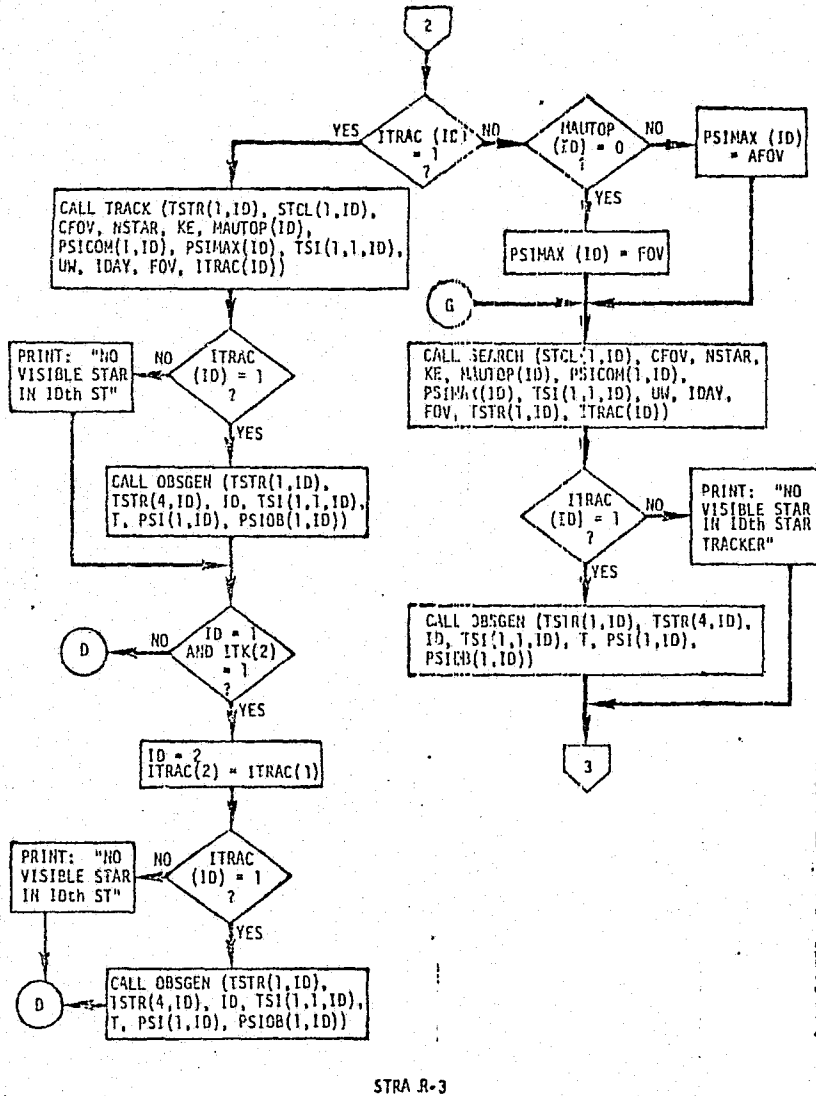 2
ITRAC (ID)
= 1
?
YES
NO
MAUTOP
(ID) = 0
NO
YES
PSIMAX (ID)
= AFOV
CALL TRACK (TSTR(1,ID), STCL(1,ID),
CFOV, NSTAR, KE, MAUTOP(ID),
PSICOM(1,ID), PSIMAX(ID), TSI(1,1,ID),
UW, IDAY, FOV, ITRAC(ID))
PSIMAX (ID) = FOV
G
PRINT: "NO
VISIBLE STAR
IN IDth ST"
NO
ITRAC
(ID) = 1
?
YES
CALL SEARCH (STCL(1,ID), CFOV, NSTAR,
KE, MAUTOP(ID), PSICOM(1,ID),
PSIMAX(ID), TSI(1,1,ID), UW, IDAY,
FOV, TSTR(1,ID), ITRAC(ID))
CALL OBSGEN (TSTR(1,ID),
TSTR(4,ID), ID, TSI(1,1,ID),
T, PSI(1,ID), PSIOB(1,ID))
ITRAC
(ID) = 1
?
NO
YES
PRINT: "NO
VISIBLE STAR
IN IDth STAR
TRACKER"
D
NO
ID = 1
AND ITK(2)
= 1
?
YES
CALL OBSGEN (TSTR(1,ID), TSTR(4,ID),
ID, TSI(1,1,ID), T, PSI(1,ID),
PSIOB(1,ID))
3
ID = 2
ITRAC(2) = ITRAC(1)
PRINT: "NO
VISIBLE STAR
IN IDth ST"
NO
ITRAC
(ID) = 1
?
YES
D
CALL OBSGEN (TSTR(1,ID),
TSTR(4,ID), ID, TSI(1,1,ID),
T, PSI(1,ID), PSIOB(1,ID))
STRA R-3